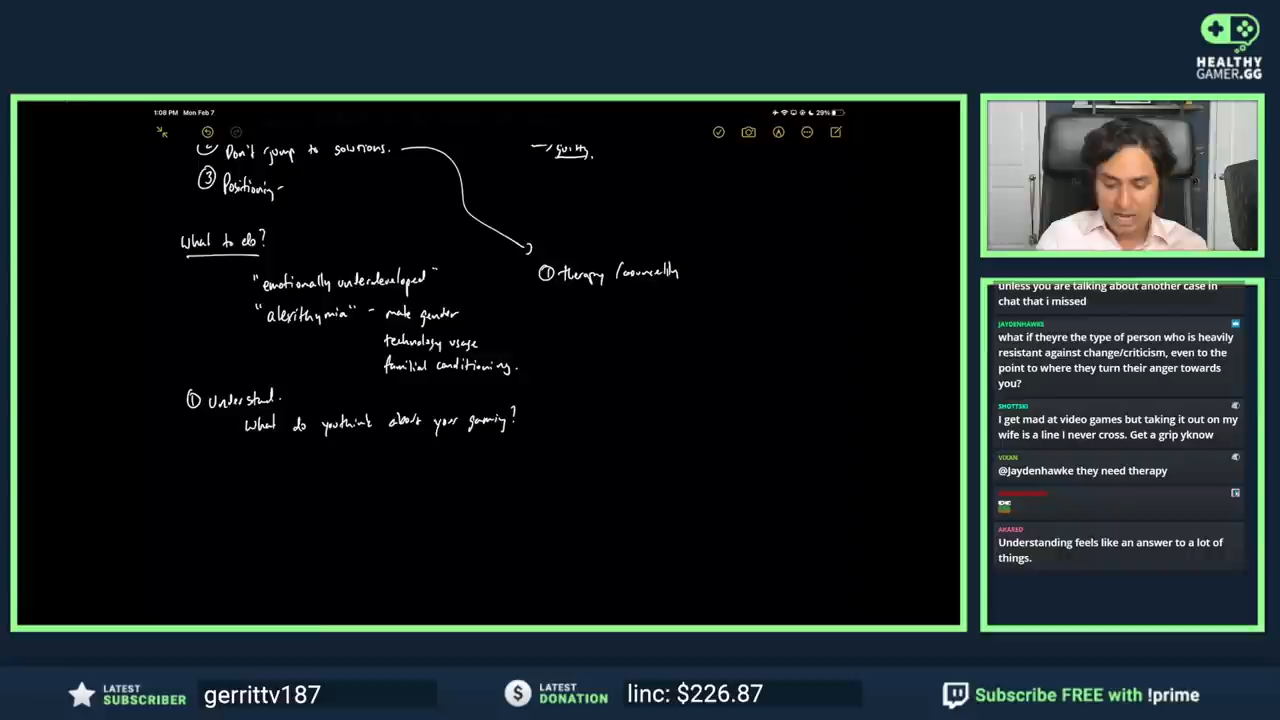 HEALTHY
GAMER.GG
1:08 PM Mon Feb 7
29%
② Don't jump to solutions.
guilty.
③ Positioning -
What to do?
"emotionally underdeveloped"
① therapy /counseling
"alexithymia" - male gender
technology usage
familial conditioning.
① Understand.
What do you think about your gaming?
unless you are talking about another case in
chat that i missed
JAYDENHAWKE
what if theyre the type of person who is heavily
resistant against change/criticism, even to the
point to where they turn their anger towards
you?
SHOTTSKI
I get mad at video games but taking it out on my
wife is a line I never cross. Get a grip yknow
VIXAN
@Jaydenhawke they need therapy
AKARED
Understanding feels like an answer to a lot of
things.
LATEST
SUBSCRIBER
gerrittv187
LATEST
DONATION
linc: $226.87
Subscribe FREE with !prime